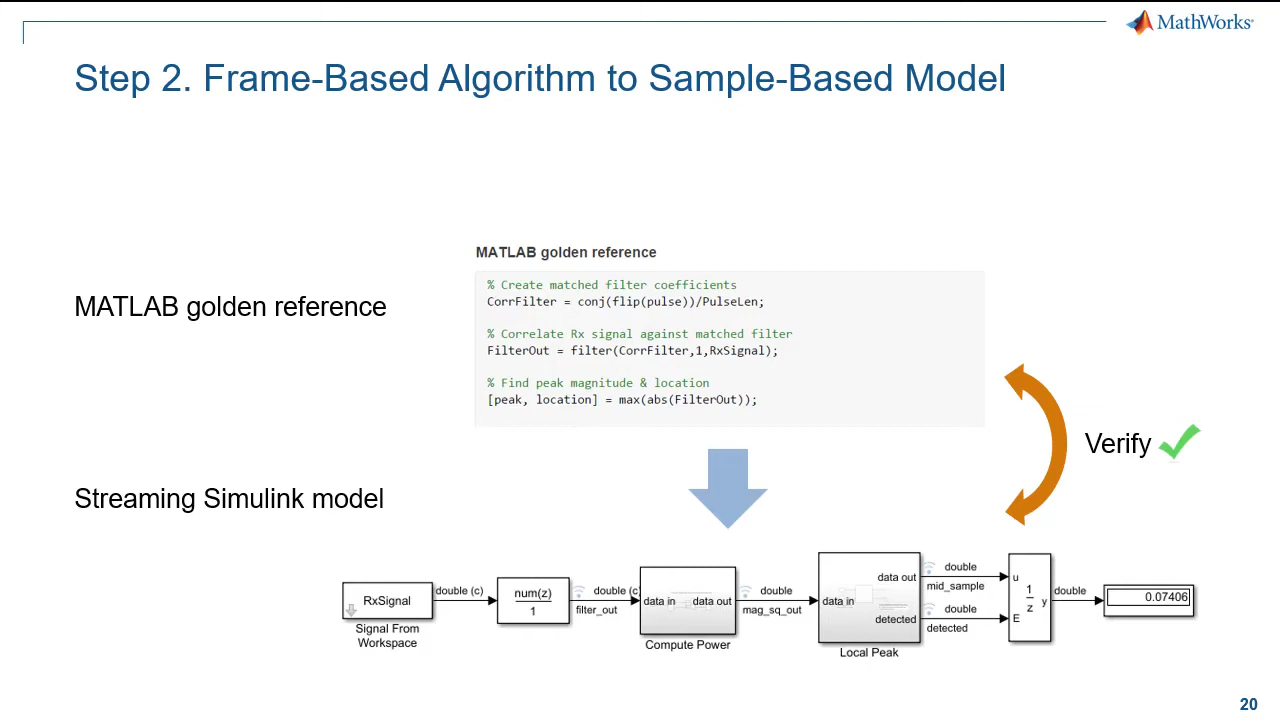 MathWorks®
Step 2. Frame-Based Algorithm to Sample-Based Model
MATLAB golden reference
MATLAB golden reference
% Create matched filter coefficients
CorrFilter = conj(flip(pulse))/PulseLen;
% Correlate Rx signal against matched filter
FilterOut = filter(CorrFilter,1,RxSignal);
% Find peak magnitude & location
[peak, location] = max(abs(FilterOut));
Verify
Streaming Simulink model
RxSignal
Signal From
Workspace
double (c)
num(z)
1
double (c)
filter_out
data in
data out
Compute Power
double
mag_sq_out
data in
data out
detected
Local Peak
double
mid_sample
double
detected
u
E
1
z
y
double
0.07406
20